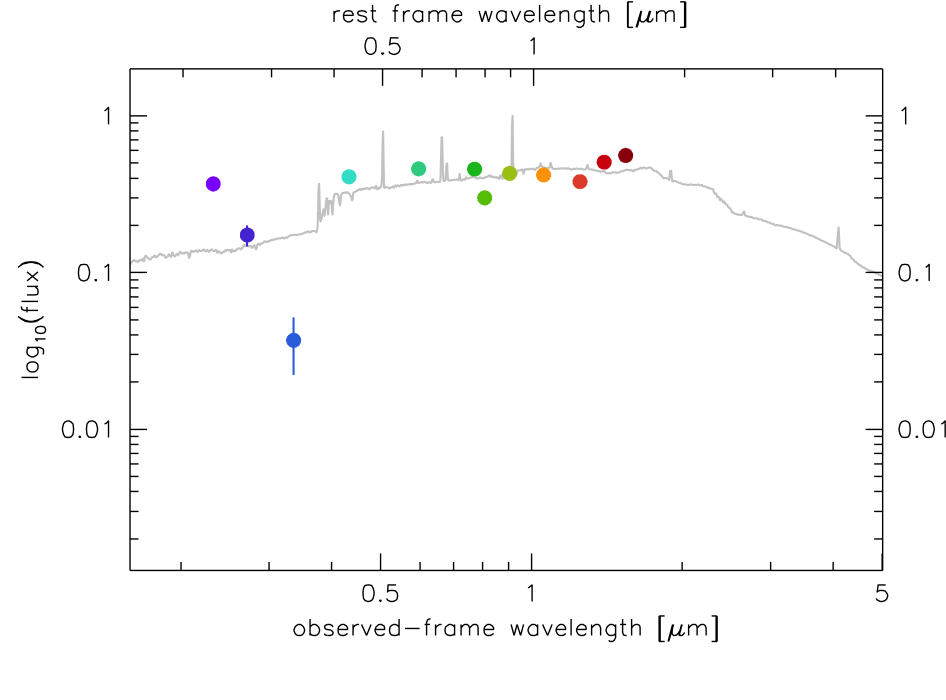 rest frame wavelength [μm]
0.5 1
1 1
0.1 0.1
0.01 0.01
log10(flux)
0.5 1 5
observed-frame wavelength [μm]